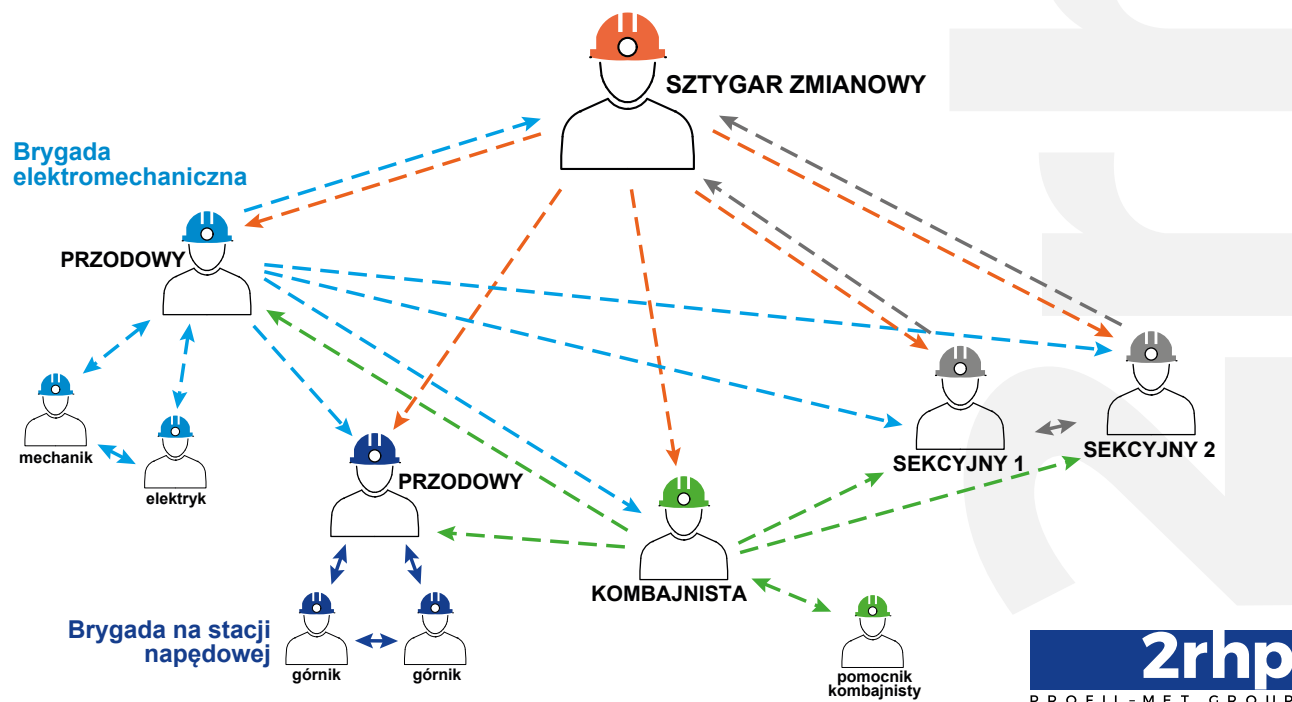 SZTYGAR ZMIANOWY
Brygada
elektromechaniczna
PRZODOWY
mechanik
elektryk
PRZODOWY
SEKCYJNY 1
SEKCYJNY 2
KOMBAJNISTA
Brygada na stacji
napędowej
górnik
górnik
pomocnik
kombajnisty
2rhp
PROFIL-MET GROUP